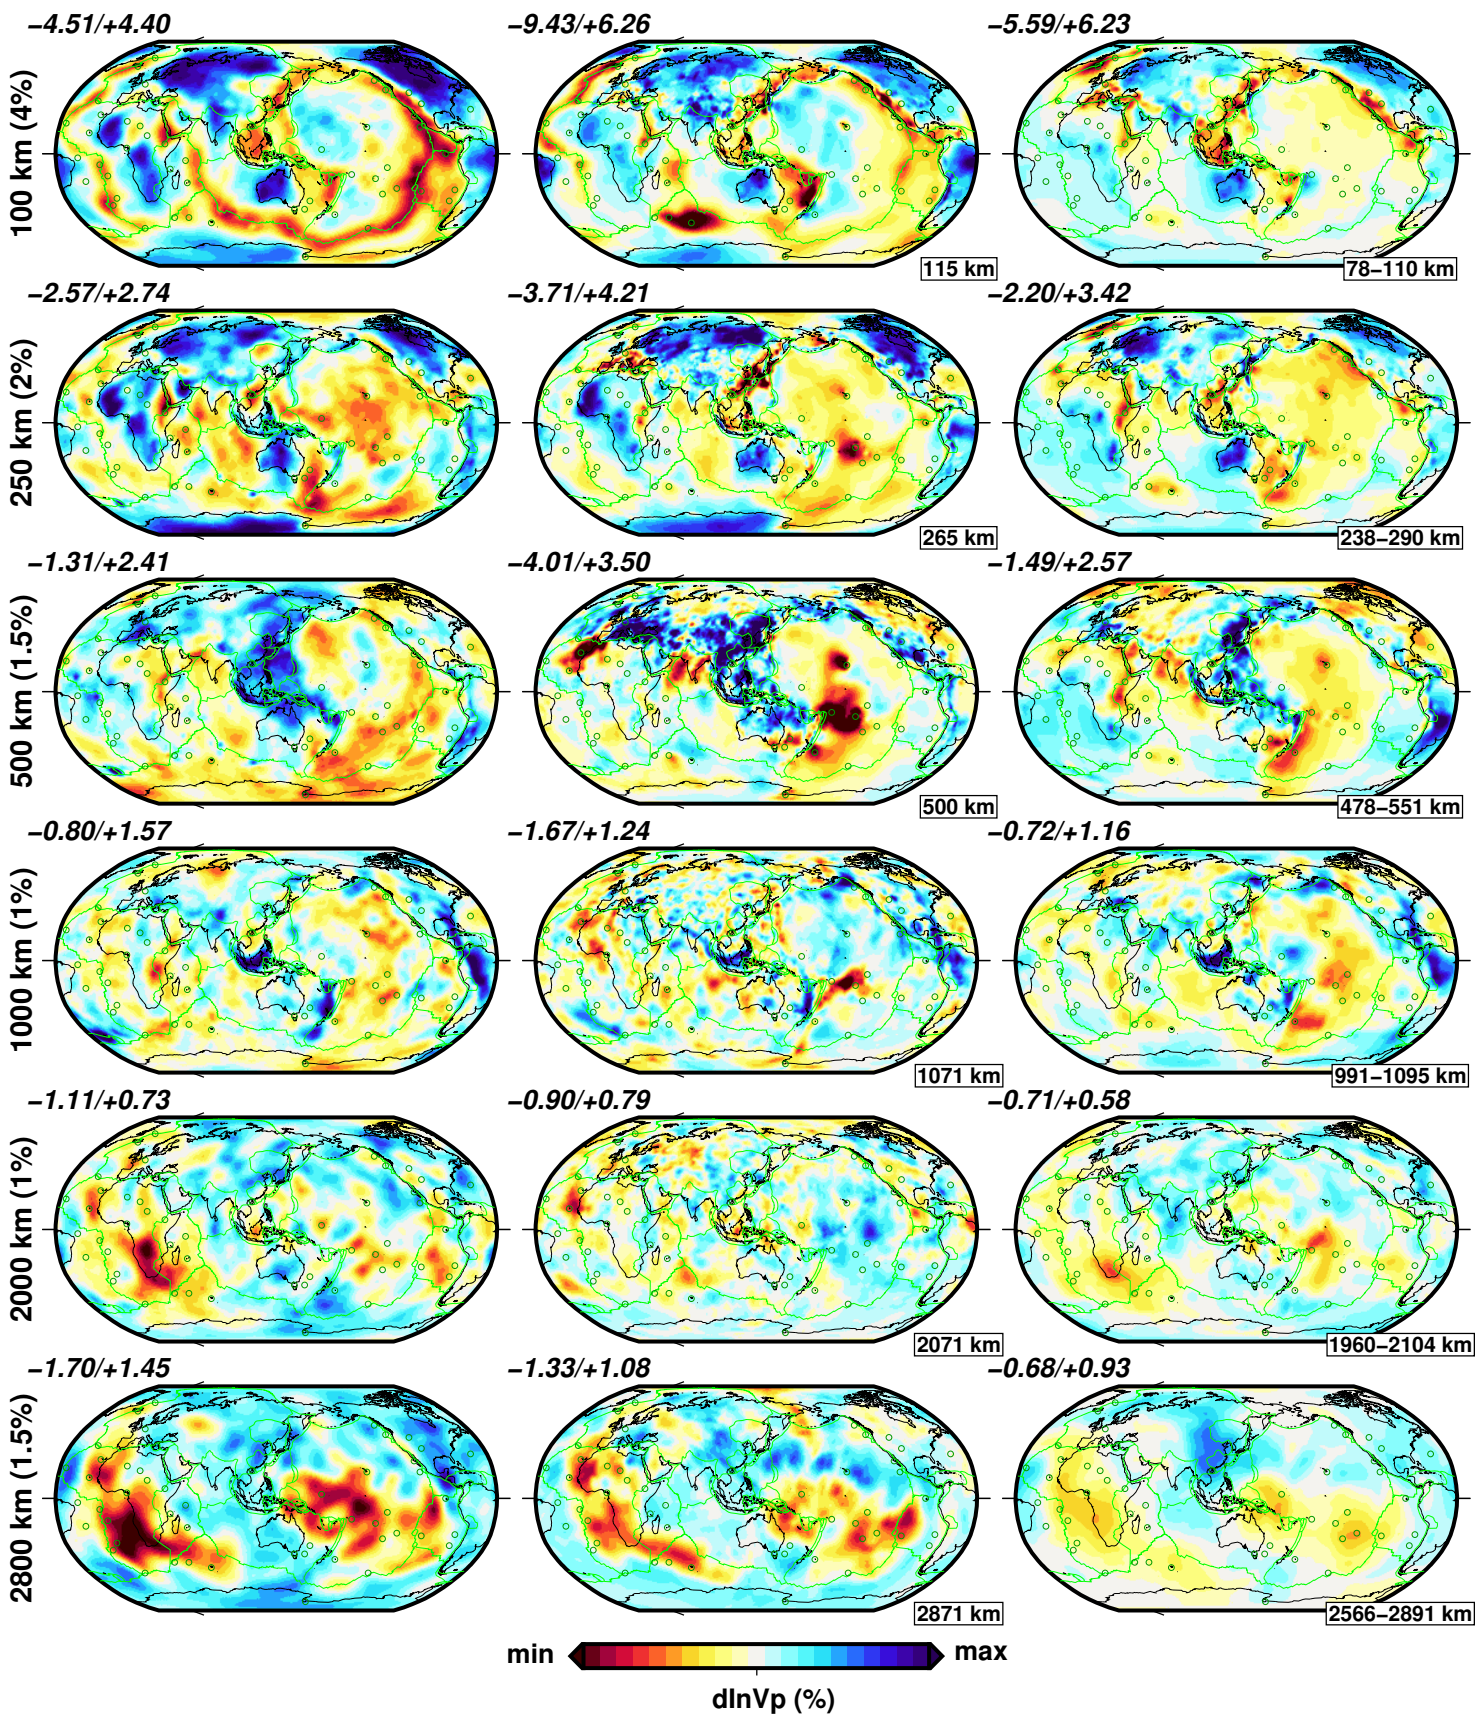 −4.51/+4.40
−9.43/+6.26
−5.59/+6.23
100 km (4%)
115 km
78−110 km
−2.57/+2.74
−3.71/+4.21
−2.20/+3.42
250 km (2%)
265 km
238−290 km
−1.31/+2.41
−4.01/+3.50
−1.49/+2.57
500 km (1.5%)
500 km
478−551 km
−0.80/+1.57
−1.67/+1.24
−0.72/+1.16
1000 km (1%)
1071 km
991−1095 km
−1.11/+0.73
−0.90/+0.79
−0.71/+0.58
2000 km (1%)
2071 km
1960−2104 km
−1.70/+1.45
−1.33/+1.08
−0.68/+0.93
2800 km (1.5%)
2871 km
2566−2891 km
min
max
dlnVp (%)